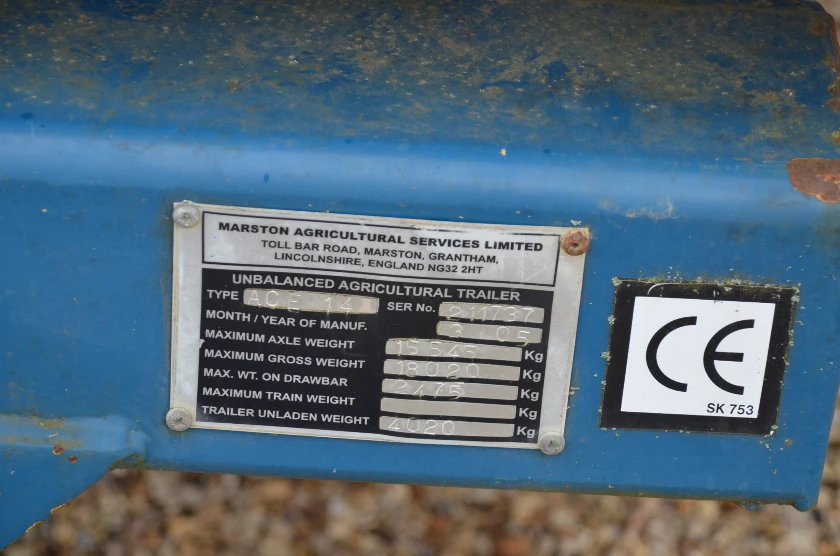 MARSTON AGRICULTURAL SERVICES LIMITED
TOLL BAR ROAD, MARSTON, GRANTHAM,
LINCOLNSHIRE, ENGLAND NG32 2HT
UNBALANCED AGRICULTURAL TRAILER
TYPE ACE 14 SER No. 211737
MONTH / YEAR OF MANUF. 3 05
MAXIMUM AXLE WEIGHT 15545 Kg
MAXIMUM GROSS WEIGHT 18020 Kg
MAX. WT. ON DRAWBAR 2475 Kg
MAXIMUM TRAIN WEIGHT Kg
TRAILER UNLADEN WEIGHT 4020 Kg
CE
SK 753